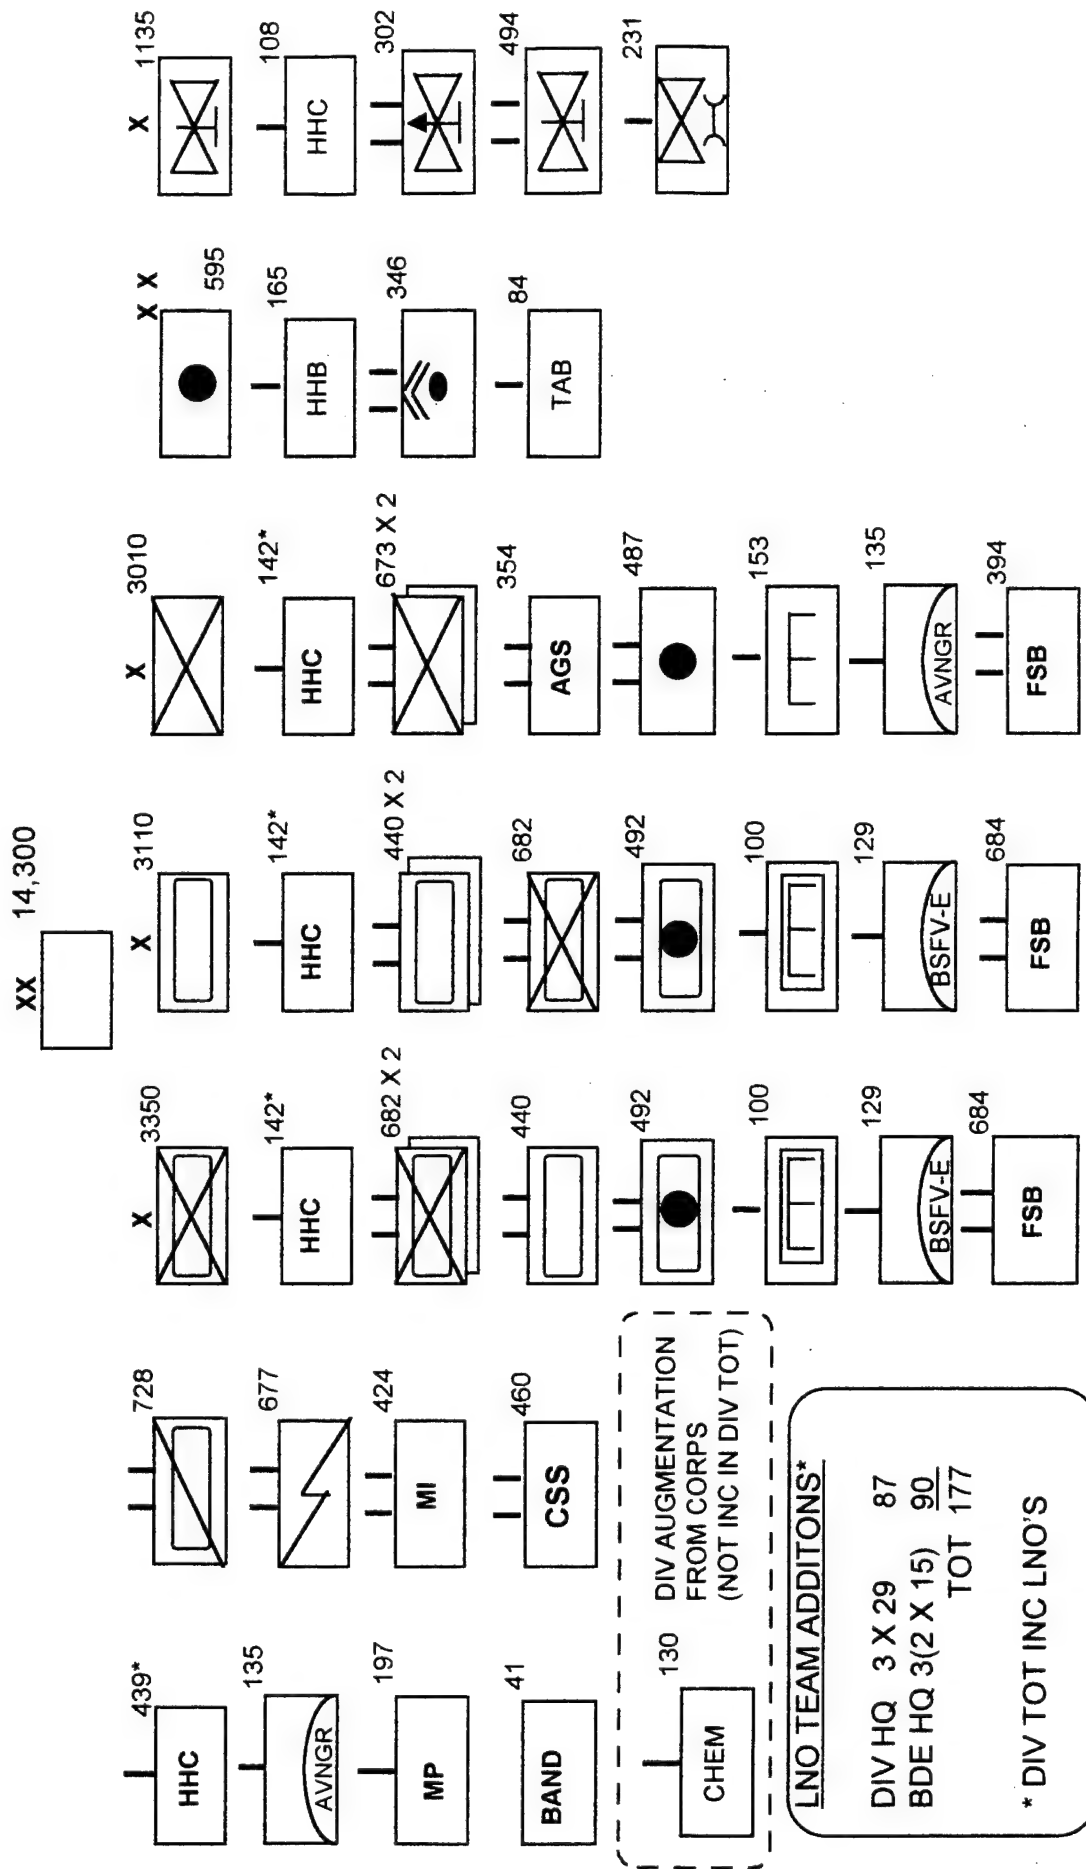 XX 14,300
439*
HHC
135
AVNGR
197
MP
41
BAND
728
677
424
MI
460
CSS
130
CHEM
DIV AUGMENTATION
FROM CORPS
(NOT INC IN DIV TOT)
LNO TEAM ADDITONS*
DIV HQ 3 X 29 87
BDE HQ 3(2 X 15) 90
TOT 177
* DIV TOT INC LNO'S
X 3350
142*
HHC
682 X 2
440
492
100
129
BSFV-E
684
FSB
X 3110
142*
HHC
440 X 2
682
492
100
129
BSFV-E
684
FSB
X 3010
142*
HHC
673 X 2
354
AGS
487
153
135
AVNGR
394
FSB
X X
595
165
HHB
346
84
TAB
X 1135
108
HHC
302
494
231